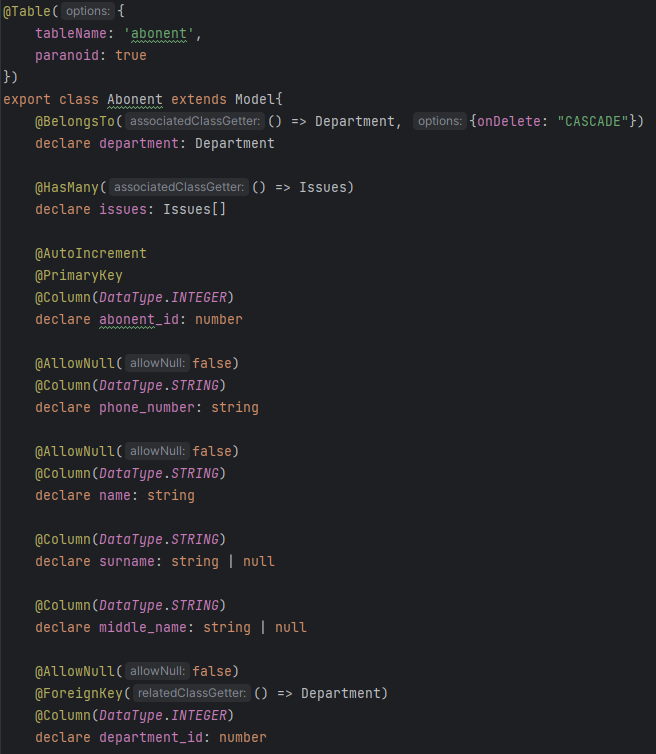 @Table( options: {
    tableName: 'abonent',
    paranoid: true
})
export class Abonent extends Model{
    @BelongsTo( associatedClassGetter: () => Department, options: {onDelete: "CASCADE"})
    declare department: Department

    @HasMany( associatedClassGetter: () => Issues)
    declare issues: Issues[]

    @AutoIncrement
    @PrimaryKey
    @Column(DataType.INTEGER)
    declare abonent_id: number

    @AllowNull( allowNull: false)
    @Column(DataType.STRING)
    declare phone_number: string

    @AllowNull( allowNull: false)
    @Column(DataType.STRING)
    declare name: string

    @Column(DataType.STRING)
    declare surname: string | null

    @Column(DataType.STRING)
    declare middle_name: string | null

    @AllowNull( allowNull: false)
    @ForeignKey( relatedClassGetter: () => Department)
    @Column(DataType.INTEGER)
    declare department_id: number